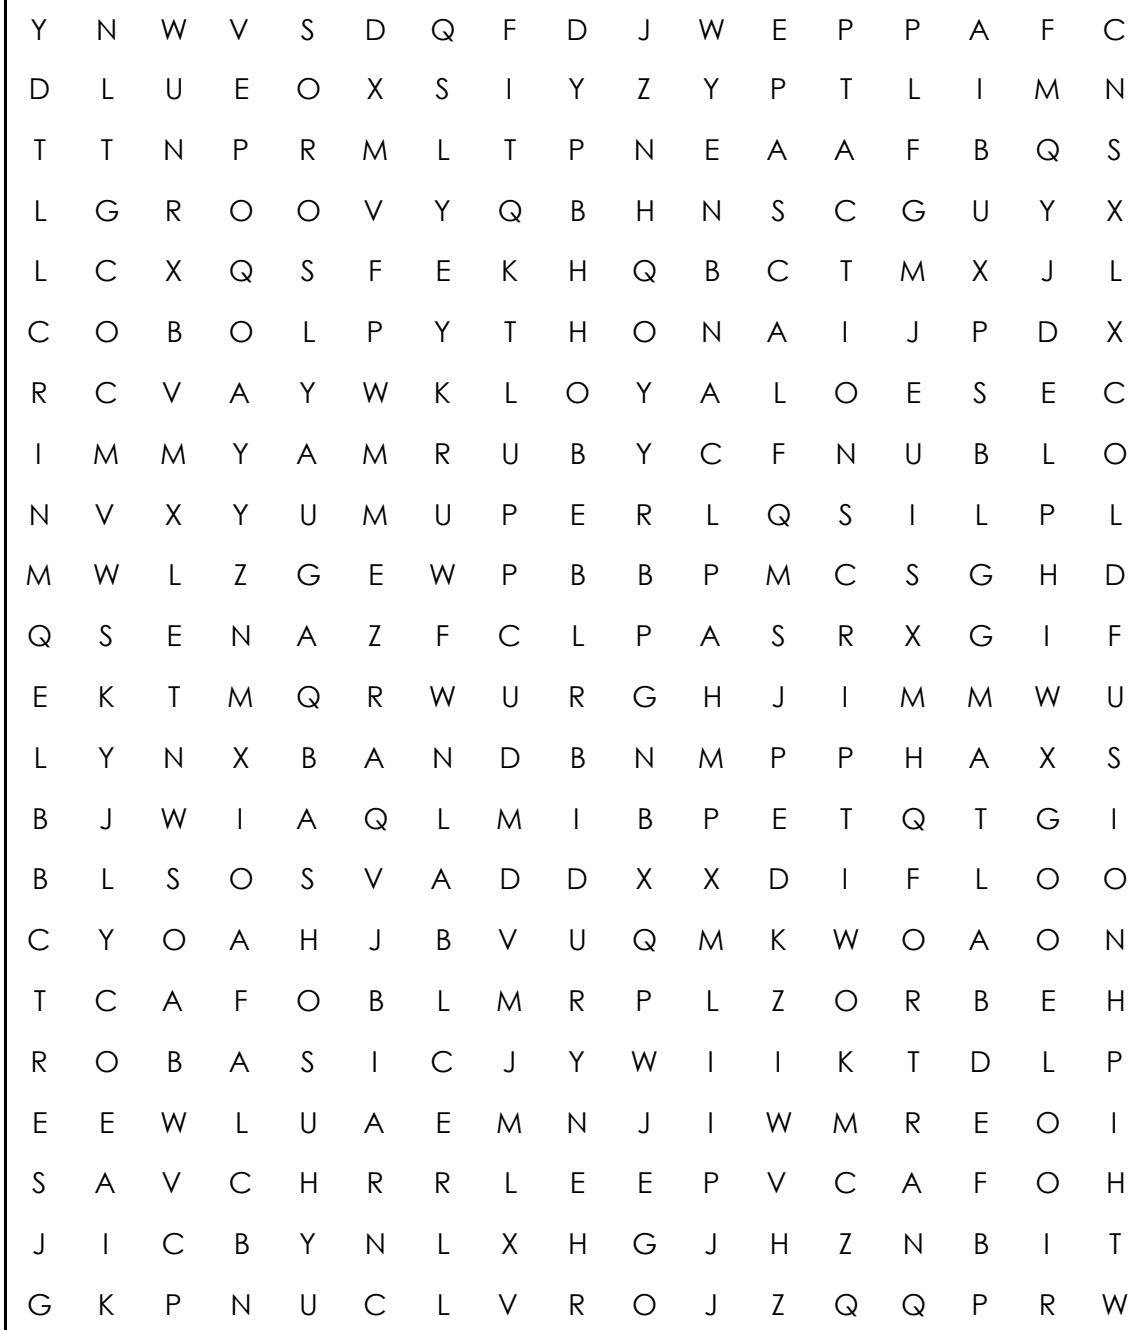 Y N W V S D Q F D J W E P P A F C
D L U E O X S I Y Z Y P T L I M N
T T N P R M L T P N E A A F B Q S
L G R O O V Y Q B H N S C G U Y X
L C X Q S F E K H Q B C T M X J L
C O B O L P Y T H O N A I J P D X
R C V A Y W K L O Y A L O E S E C
I M M Y A M R U B Y C F N U B L O
N V X Y U M U P E R L Q S I L P L
M W L Z G E W P B B P M C S G H D
Q S E N A Z F C L P A S R X G I F
E K T M Q R W U R G H J I M M W U
L Y N X B A N D B N M P P H A X S
B J W I A Q L M I B P E T Q T G I
B L S O S V A D D X X D I F L O O
C Y O A H J B V U Q M K W O A O N
T C A F O B L M R P L Z O R B E H
R O B A S I C J Y W I I K T D L P
E E W L U A E M N J I W M R E O I
S A V C H R R L E E P V C A F O H
J I C B Y N L X H G J H Z N B I T
G K P N U C L V R O J Z Q Q P R W